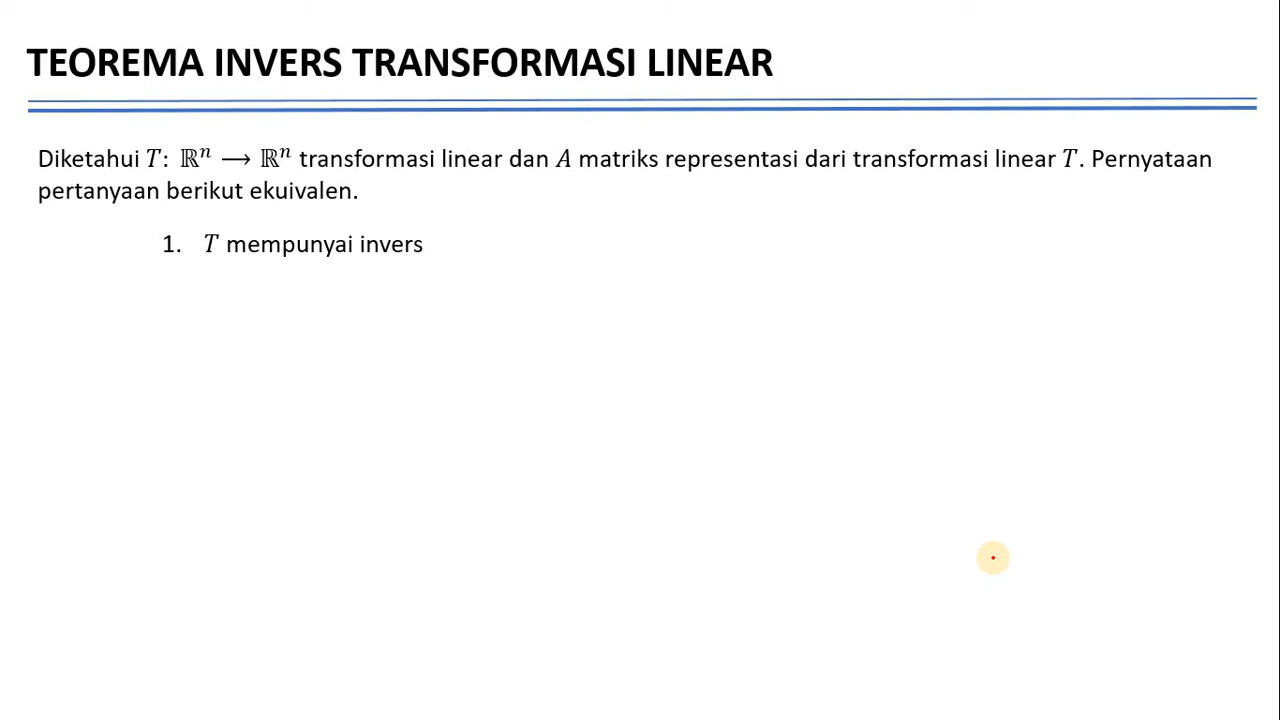 TEOREMA INVERS TRANSFORMASI LINEAR
Diketahui T: ℝⁿ ⟶ ℝⁿ transformasi linear dan A matriks representasi dari transformasi linear T. Pernyataan
pertanyaan berikut ekuivalen.
1. T mempunyai invers